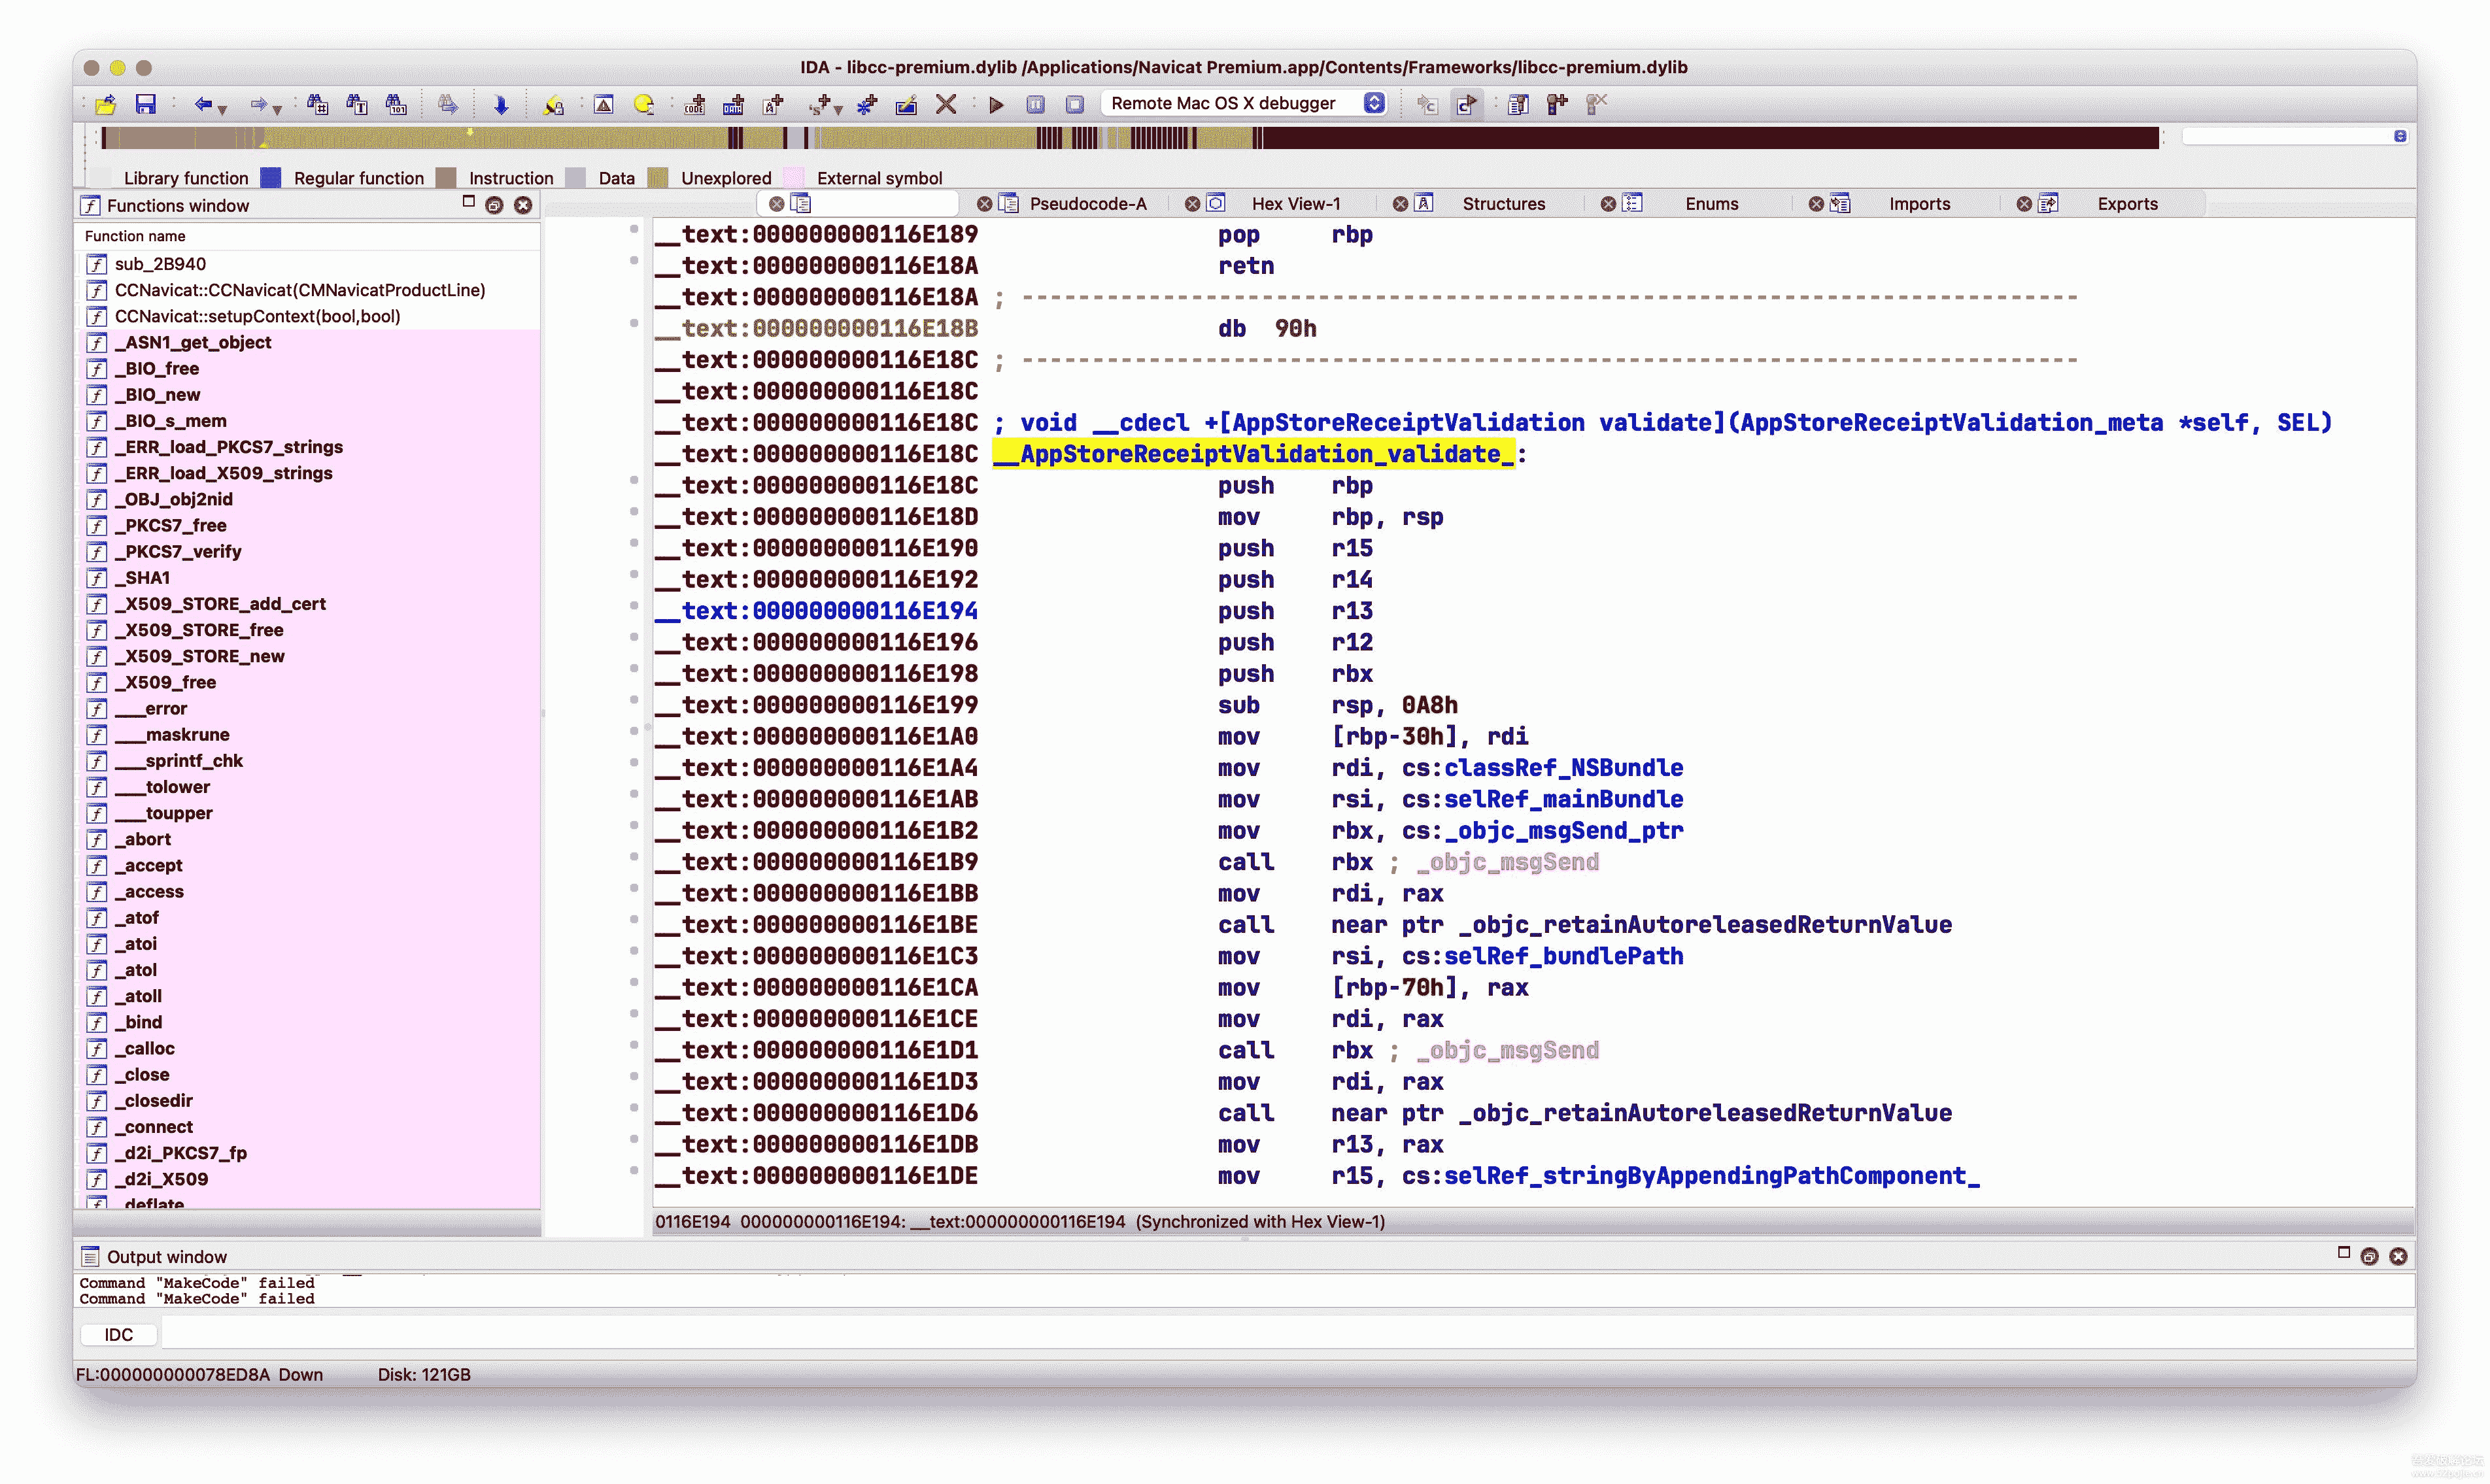 IDA - libcc-premium.dylib /Applications/Navicat Premium.app/Contents/Frameworks/libcc-premium.dylib
Remote Mac OS X debugger
Library function Regular function Instruction Data Unexplored External symbol
Functions window
Function name
sub_2B940
CCNavicat::CCNavicat(CMNavicatProductLine)
CCNavicat::setupContext(bool,bool)
_ASN1_get_object
_BIO_free
_BIO_new
_BIO_s_mem
_ERR_load_PKCS7_strings
_ERR_load_X509_strings
_OBJ_obj2nid
_PKCS7_free
_PKCS7_verify
_SHA1
_X509_STORE_add_cert
_X509_STORE_free
_X509_STORE_new
_X509_free
___error
___maskrune
___sprintf_chk
___tolower
___toupper
_abort
_accept
_access
_atof
_atoi
_atol
_atoll
_bind
_calloc
_close
_closedir
_connect
_d2i_PKCS7_fp
_d2i_X509
_deflate
Pseudocode-A Hex View-1 Structures Enums Imports Exports
__text:000000000116E189 pop rbp
__text:000000000116E18A retn
__text:000000000116E18A ; ---------------------------------------------------------------------------
__text:000000000116E18B db 90h
__text:000000000116E18C ; ---------------------------------------------------------------------------
__text:000000000116E18C
__text:000000000116E18C ; void __cdecl +[AppStoreReceiptValidation validate](AppStoreReceiptValidation_meta *self, SEL)
__text:000000000116E18C __AppStoreReceiptValidation_validate_:
__text:000000000116E18C push rbp
__text:000000000116E18D mov rbp, rsp
__text:000000000116E190 push r15
__text:000000000116E192 push r14
__text:000000000116E194 push r13
__text:000000000116E196 push r12
__text:000000000116E198 push rbx
__text:000000000116E199 sub rsp, 0A8h
__text:000000000116E1A0 mov [rbp-30h], rdi
__text:000000000116E1A4 mov rdi, cs:classRef_NSBundle
__text:000000000116E1AB mov rsi, cs:selRef_mainBundle
__text:000000000116E1B2 mov rbx, cs:_objc_msgSend_ptr
__text:000000000116E1B9 call rbx ; _objc_msgSend
__text:000000000116E1BB mov rdi, rax
__text:000000000116E1BE call near ptr _objc_retainAutoreleasedReturnValue
__text:000000000116E1C3 mov rsi, cs:selRef_bundlePath
__text:000000000116E1CA mov [rbp-70h], rax
__text:000000000116E1CE mov rdi, rax
__text:000000000116E1D1 call rbx ; _objc_msgSend
__text:000000000116E1D3 mov rdi, rax
__text:000000000116E1D6 call near ptr _objc_retainAutoreleasedReturnValue
__text:000000000116E1DB mov r13, rax
__text:000000000116E1DE mov r15, cs:selRef_stringByAppendingPathComponent_
0116E194 000000000116E194: __text:000000000116E194 (Synchronized with Hex View-1)
Output window
Command "MakeCode" failed
Command "MakeCode" failed
IDC
FL:000000000078ED8A Down Disk: 121GB